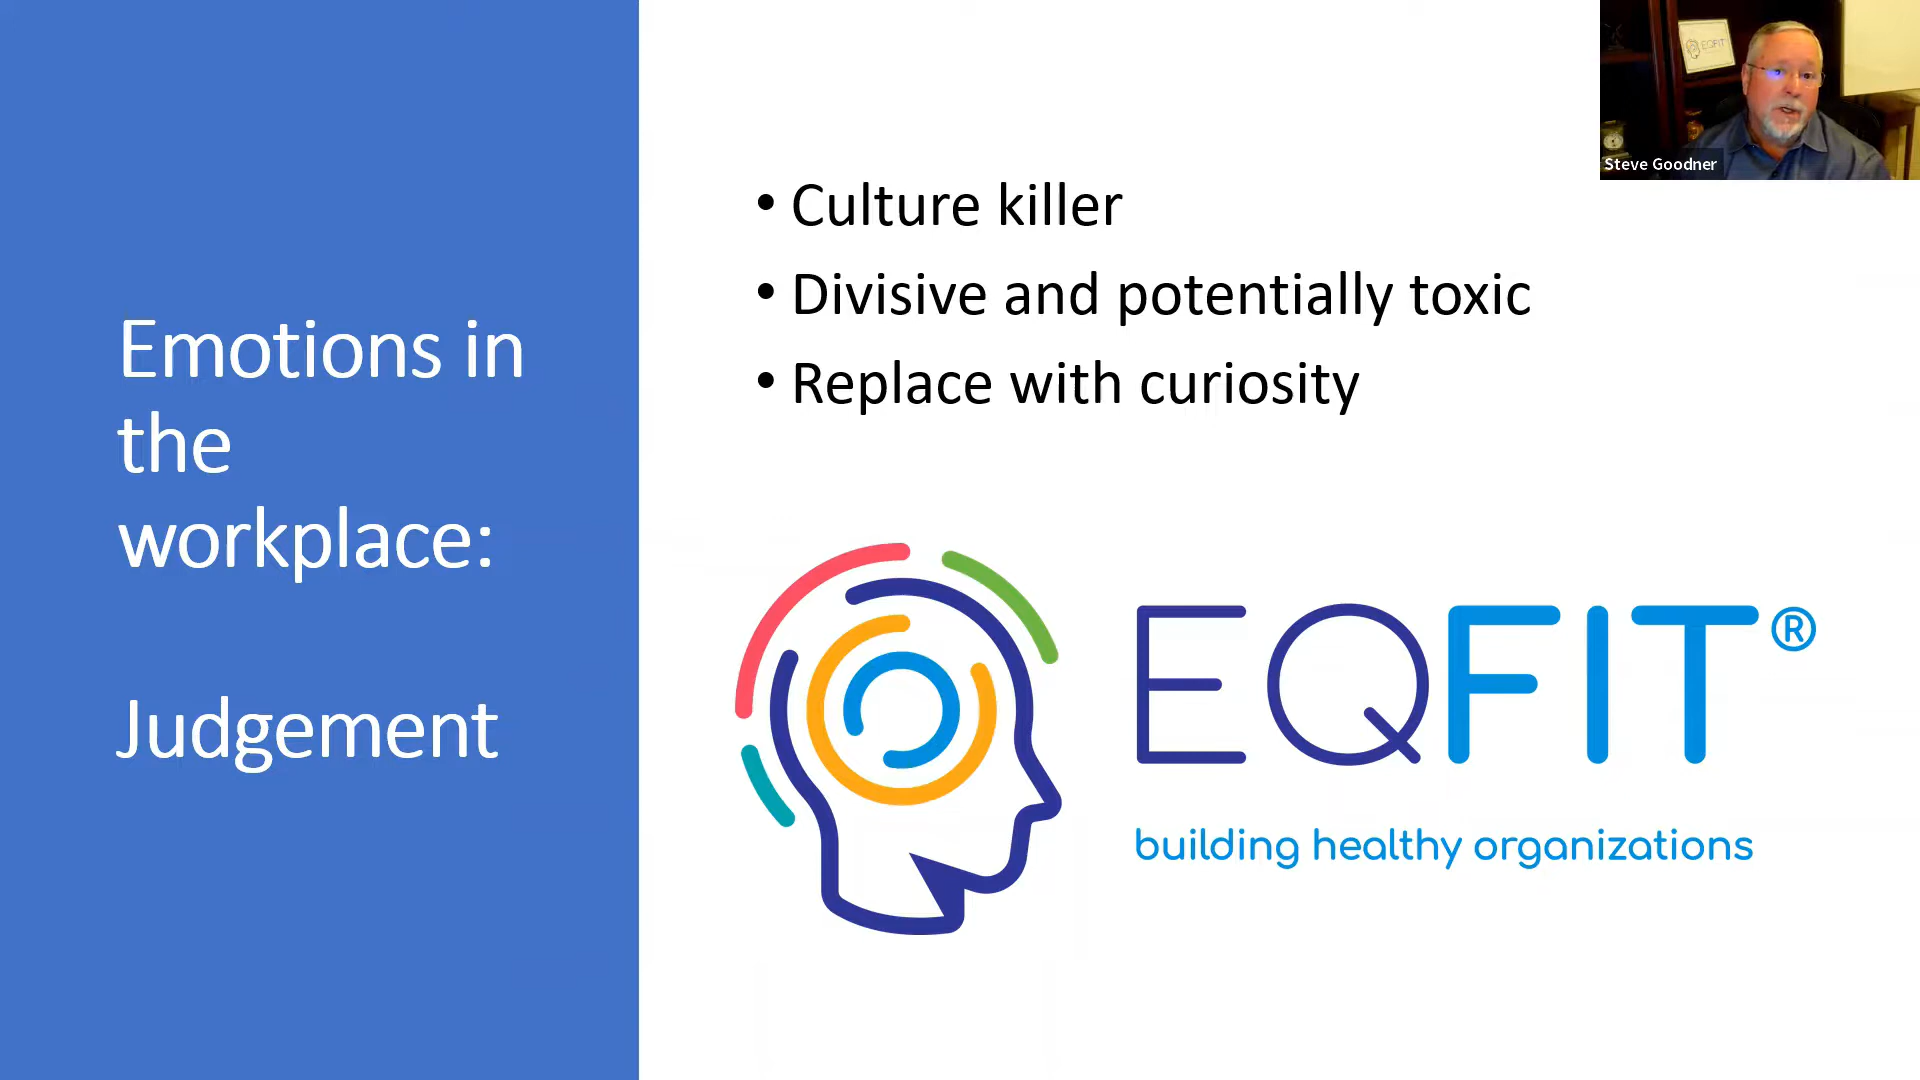 Emotions in
the
workplace:
Judgement
• Culture killer
• Divisive and potentially toxic
• Replace with curiosity
EQFIT®
building healthy organizations
EQFIT
Steve Goodner